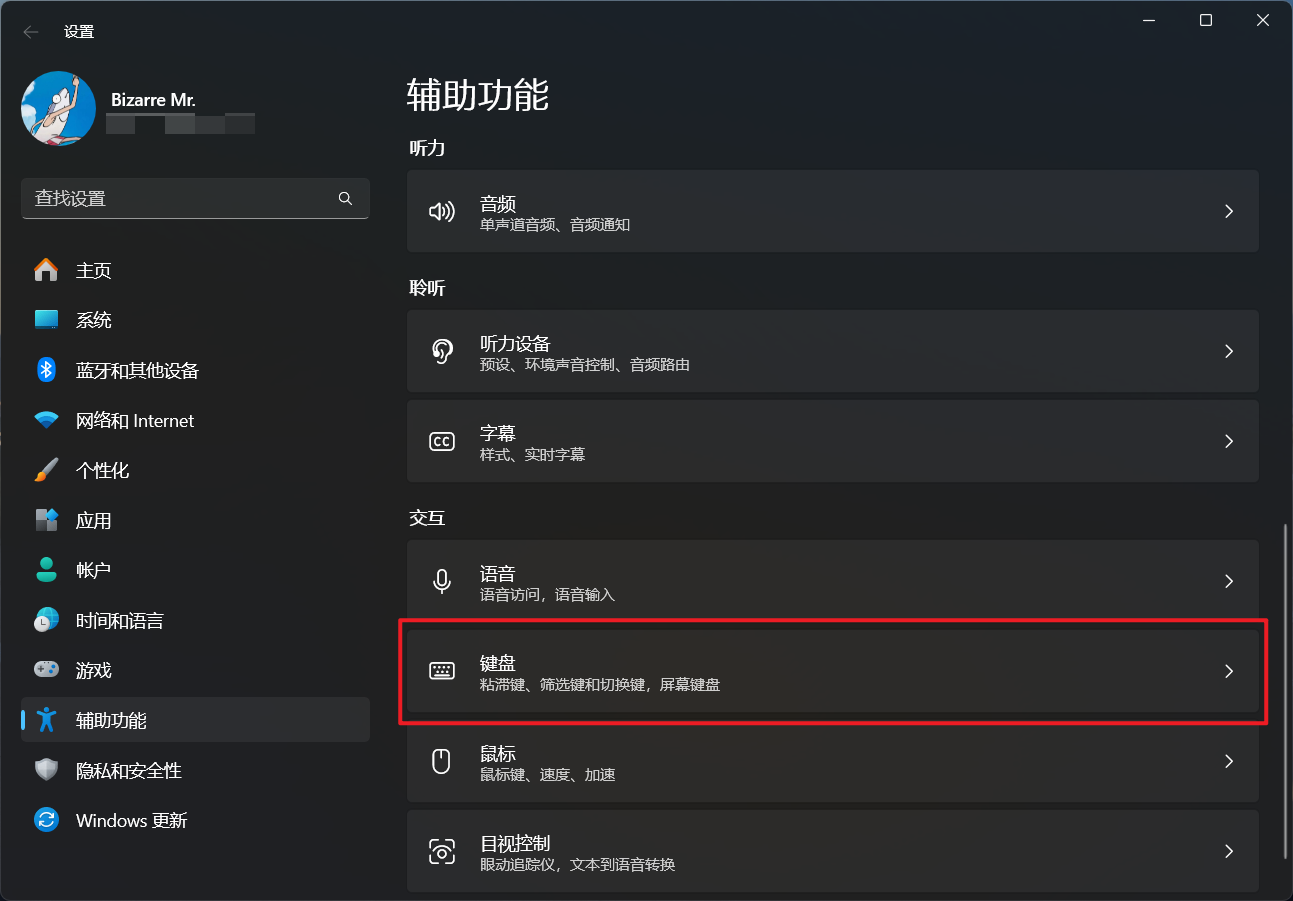 设置
Bizarre Mr.
查找设置
主页
系统
蓝牙和其他设备
网络和 Internet
个性化
应用
帐户
时间和语言
游戏
辅助功能
隐私和安全性
Windows 更新
辅助功能
听力
音频
单声道音频、音频通知
聆听
听力设备
预设、环境声音控制、音频路由
CC
字幕
样式、实时字幕
交互
语音
语音访问，语音输入
键盘
粘滞键、筛选键和切换键，屏幕键盘
鼠标
鼠标键、速度、加速
目视控制
眼动追踪仪，文本到语音转换